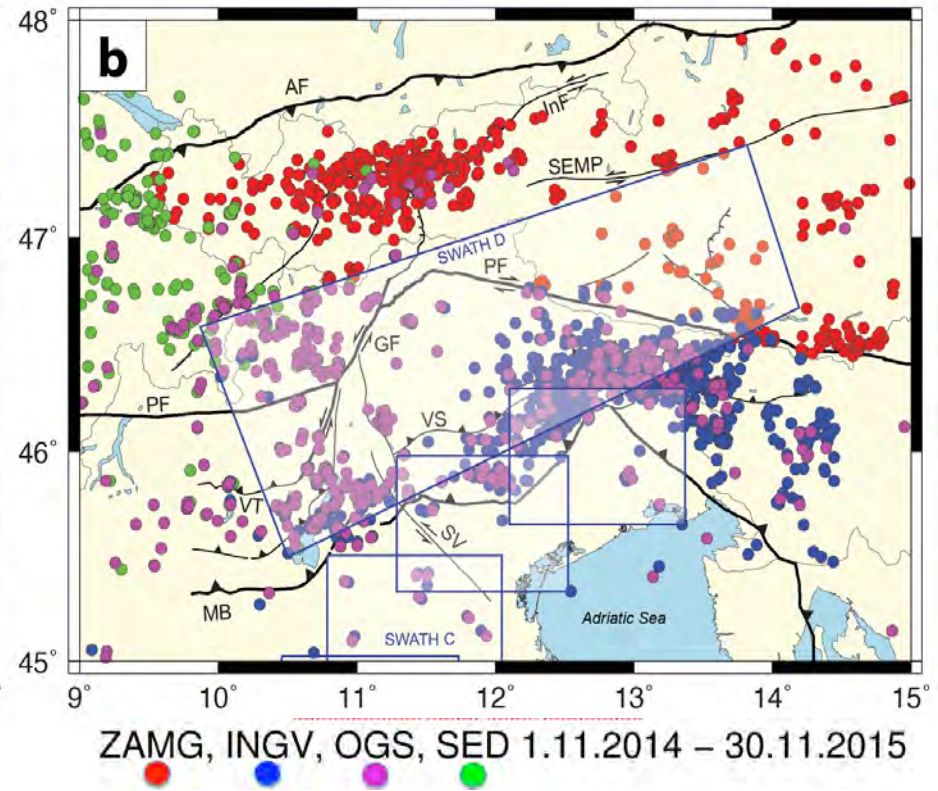 48°
b
AF
InF
SEMP
47°
SWATH D
PF
GF
PF
VS
46°
VT
SV
MB
Adriatic Sea
SWATH C
45°
9° 10° 11° 12° 13° 14° 15°
ZAMG, INGV, OGS, SED 1.11.2014 – 30.11.2015